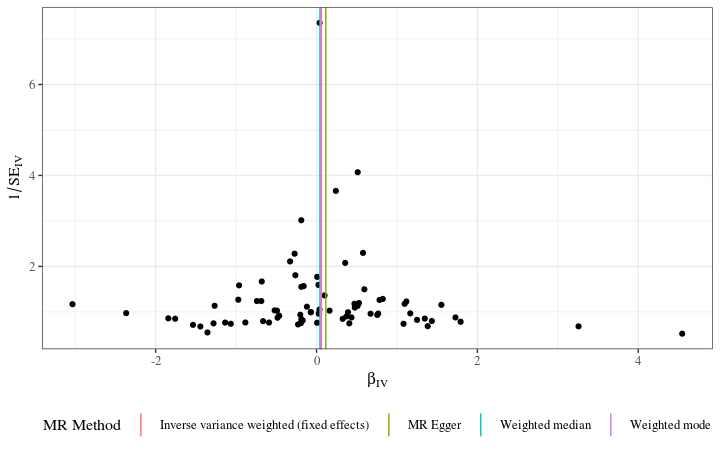 6
4
2
1/SE_IV
-2
0
2
4
β_IV
MR Method Inverse variance weighted (fixed effects) MR Egger Weighted median Weighted mode